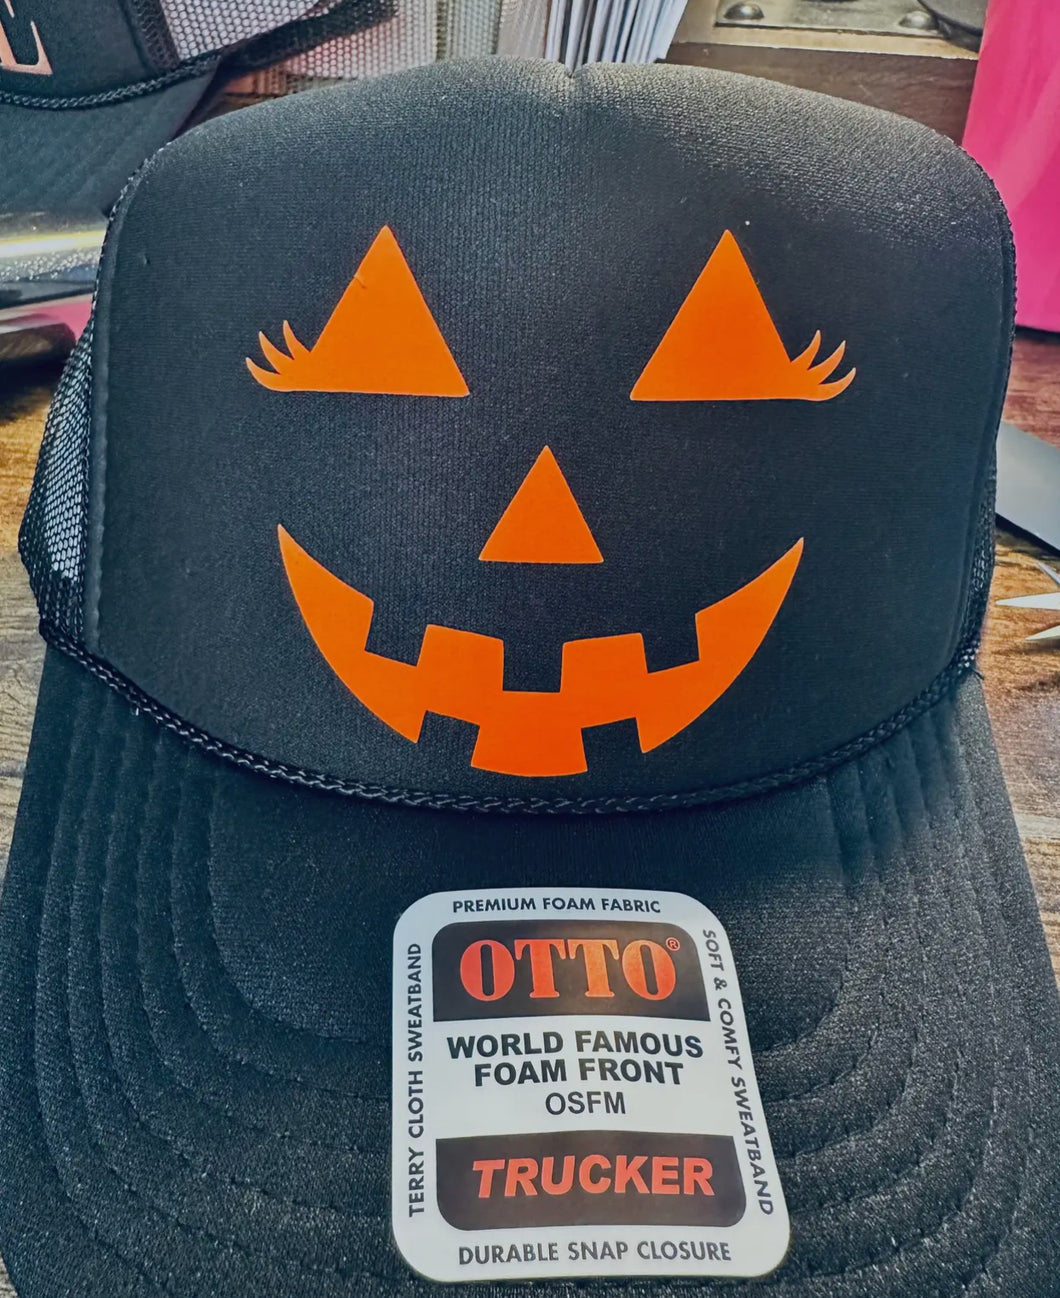 E
PREMIUM FOAM FABRIC
OTTO®
WORLD FAMOUS
FOAM FRONT
OSFM
TRUCKER
DURABLE SNAP CLOSURE
TERRY CLOTH SWEATBAND
SOFT & COMFY SWEATBAND